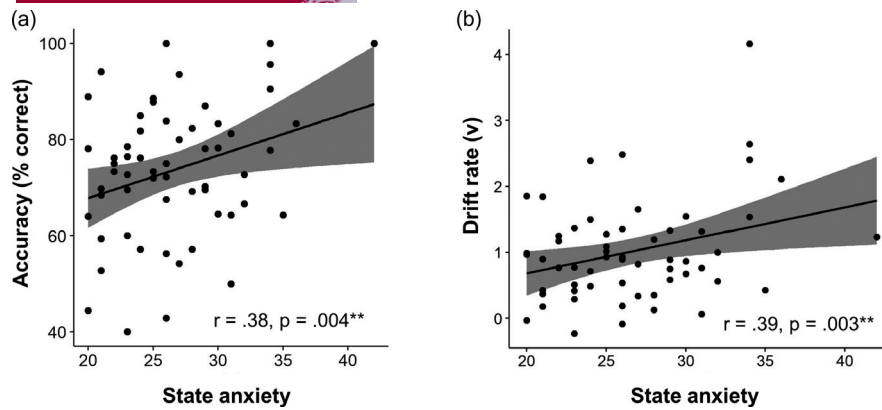 (a)
100
80
60
40
Accuracy (% correct)
r = .38, p = .004**
20 25 30 35 40
State anxiety
(b)
4
3
2
1
0
Drift rate (v)
r = .39, p = .003**
20 25 30 35 40
State anxiety